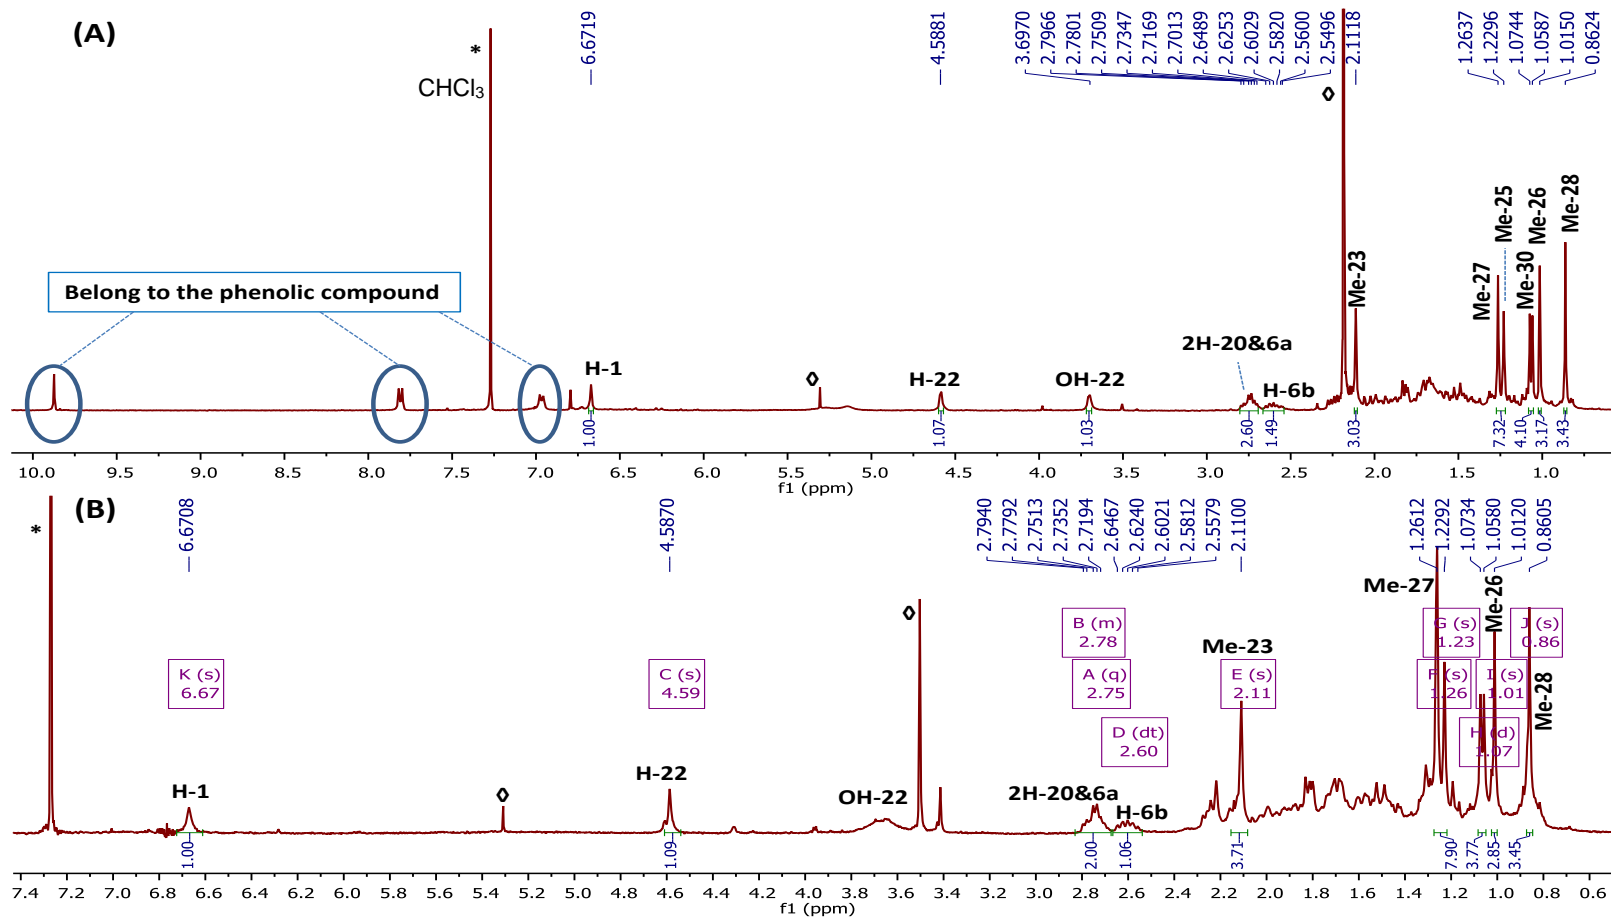 (A)
*
CHCl₃
6.6719
4.5881
3.6970
2.7966
2.7801
2.7509
2.7347
2.7169
2.7013
2.6489
2.6253
2.6029
2.5820
2.5600
2.5496
2.1118
1.2637
1.2296
1.0744
1.0587
1.0150
0.8624
Belong to the phenolic compound
H-1
◊
H-22
OH-22
2H-20&6a
H-6b
◊
Me-23
Me-27
Me-25
Me-30
Me-26
Me-28
1.00
1.07
1.03
2.60
1.49
3.03
7.32
4.10
3.17
3.43
10.0 9.5 9.0 8.5 8.0 7.5 7.0 6.5 6.0 5.5 5.0 4.5 4.0 3.5 3.0 2.5 2.0 1.5 1.0
f1 (ppm)
(B)
*
6.6708
4.5870
2.7940
2.7792
2.7513
2.7352
2.7194
2.6467
2.6240
2.6021
2.5812
2.5579
2.1100
1.2612
1.2292
1.0734
1.0580
1.0120
0.8605
K (s)
6.67
C (s)
4.59
B (m)
2.78
A (q)
2.75
D (dt)
2.60
E (s)
2.11
G (s)
1.23
F (s)
1.26
J (s)
0.86
I (s)
1.01
H (d)
1.07
H-1
◊
H-22
OH-22
◊
2H-20&6a
H-6b
Me-23
Me-27
Me-26
Me-28
1.00
1.09
2.00
1.06
3.71
7.90
3.77
2.85
3.45
7.4 7.2 7.0 6.8 6.6 6.4 6.2 6.0 5.8 5.6 5.4 5.2 5.0 4.8 4.6 4.4 4.2 4.0 3.8 3.6 3.4 3.2 3.0 2.8 2.6 2.4 2.2 2.0 1.8 1.6 1.4 1.2 1.0 0.8 0.6
f1 (ppm)